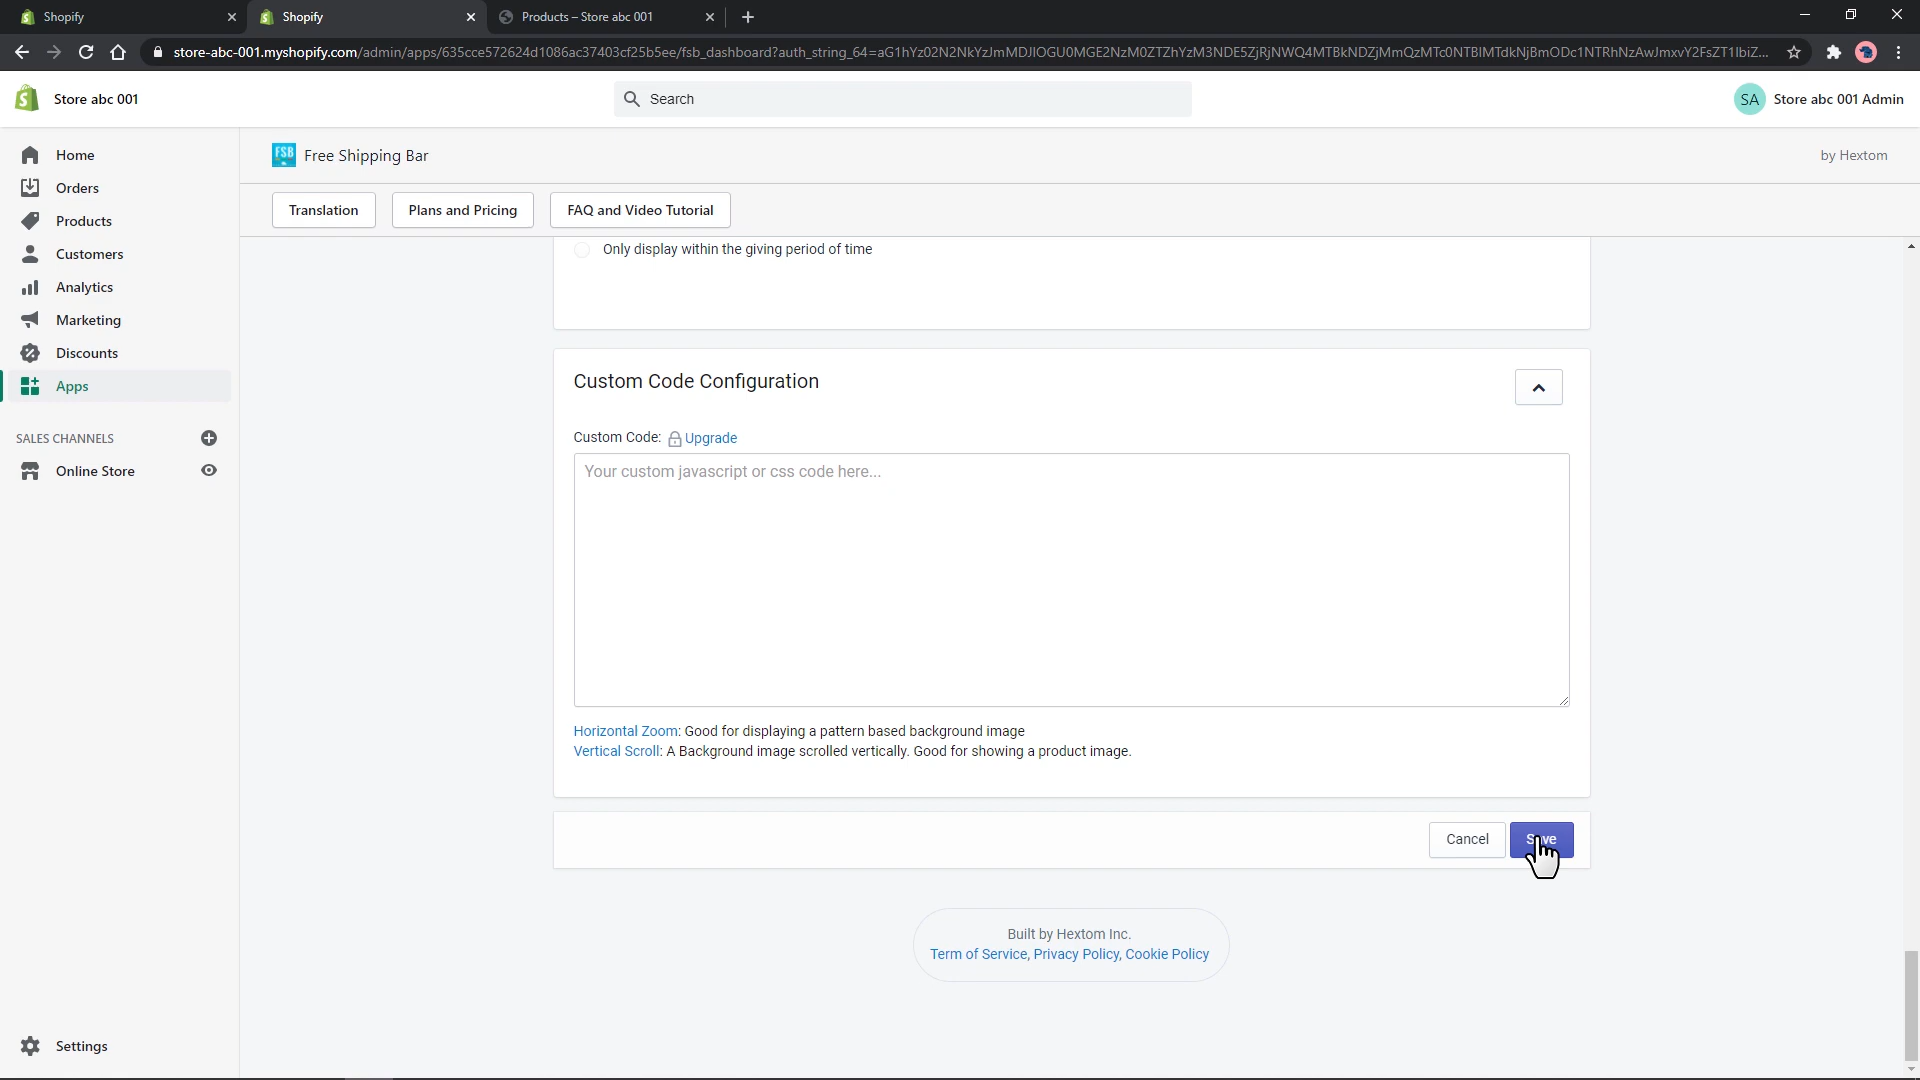 Shopify
Shopify
Products – Store abc 001
store-abc-001.myshopify.com/admin/apps/635cce572624d1086ac37403cf25b5ee/fsb_dashboard?auth_string_64=
Store abc 001
Search
SA
Store abc 001 Admin
Home
Orders
Products
Customers
Analytics
Marketing
Discounts
Apps
SALES CHANNELS
Online Store
Settings
FSB
Free Shipping Bar
by Hextom
Translation
Plans and Pricing
FAQ and Video Tutorial
Only display within the giving period of time
Custom Code Configuration
Custom Code: Upgrade
Your custom javascript or css code here...
Horizontal Zoom: Good for displaying a pattern based background image
Vertical Scroll: A Background image scrolled vertically. Good for showing a product image.
Cancel
Save
Built by Hextom Inc.
Term of Service, Privacy Policy, Cookie Policy